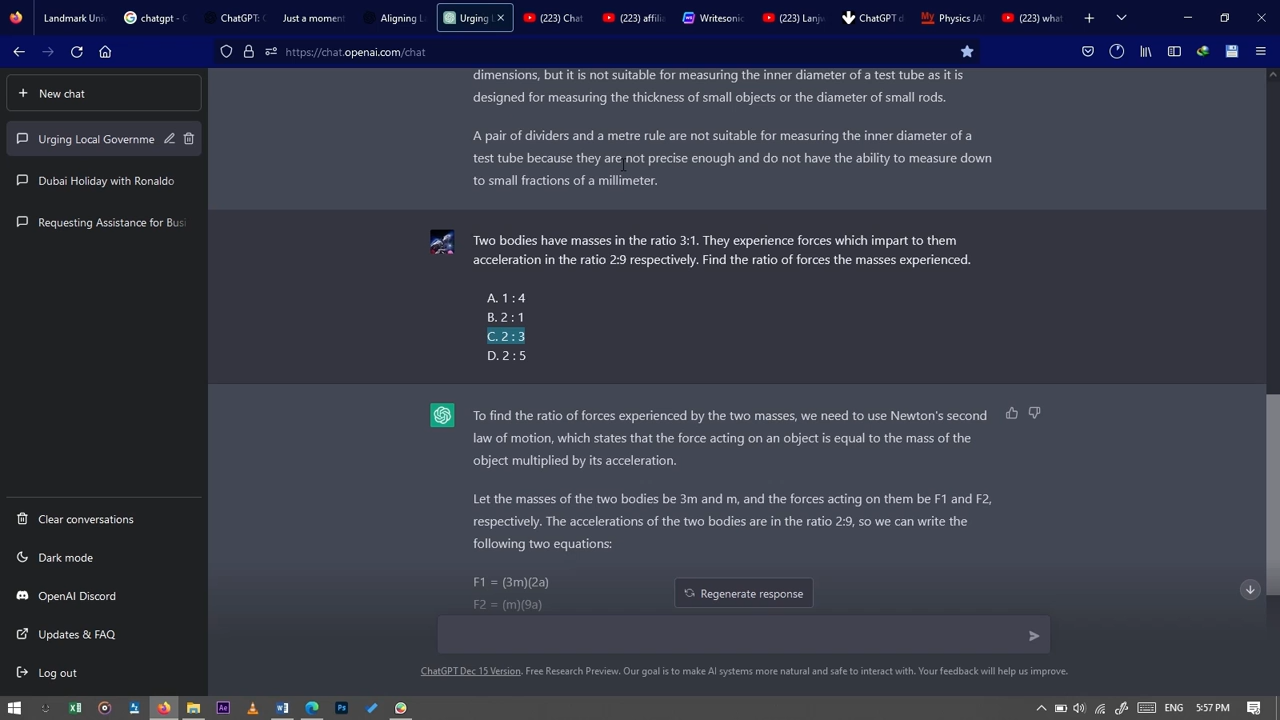 Landmark Univ
chatgpt - G
ChatGPT: O
Just a moment
Aligning La
Urging L
(223) Chat
(223) affilia
Writesonic
(223) Lanjw
ChatGPT d
My
Physics JAM
(223) what
https://chat.openai.com/chat
New chat
Urging Local Governme
Dubai Holiday with Ronaldo
Requesting Assistance for Busi
Clear conversations
Dark mode
OpenAI Discord
Updates & FAQ
Log out
dimensions, but it is not suitable for measuring the inner diameter of a test tube as it is
designed for measuring the thickness of small objects or the diameter of small rods.
A pair of dividers and a metre rule are not suitable for measuring the inner diameter of a
test tube because they are not precise enough and do not have the ability to measure down
to small fractions of a millimeter.
Two bodies have masses in the ratio 3:1. They experience forces which impart to them
acceleration in the ratio 2:9 respectively. Find the ratio of forces the masses experienced.
A. 1 : 4
B. 2 : 1
C. 2 : 3
D. 2 : 5
To find the ratio of forces experienced by the two masses, we need to use Newton's second
law of motion, which states that the force acting on an object is equal to the mass of the
object multiplied by its acceleration.
Let the masses of the two bodies be 3m and m, and the forces acting on them be F1 and F2,
respectively. The accelerations of the two bodies are in the ratio 2:9, so we can write the
following two equations:
F1 = (3m)(2a)
F2 = (m)(9a)
Regenerate response
ChatGPT Dec 15 Version. Free Research Preview. Our goal is to make AI systems more natural and safe to interact with. Your feedback will help us improve.
5:57 PM